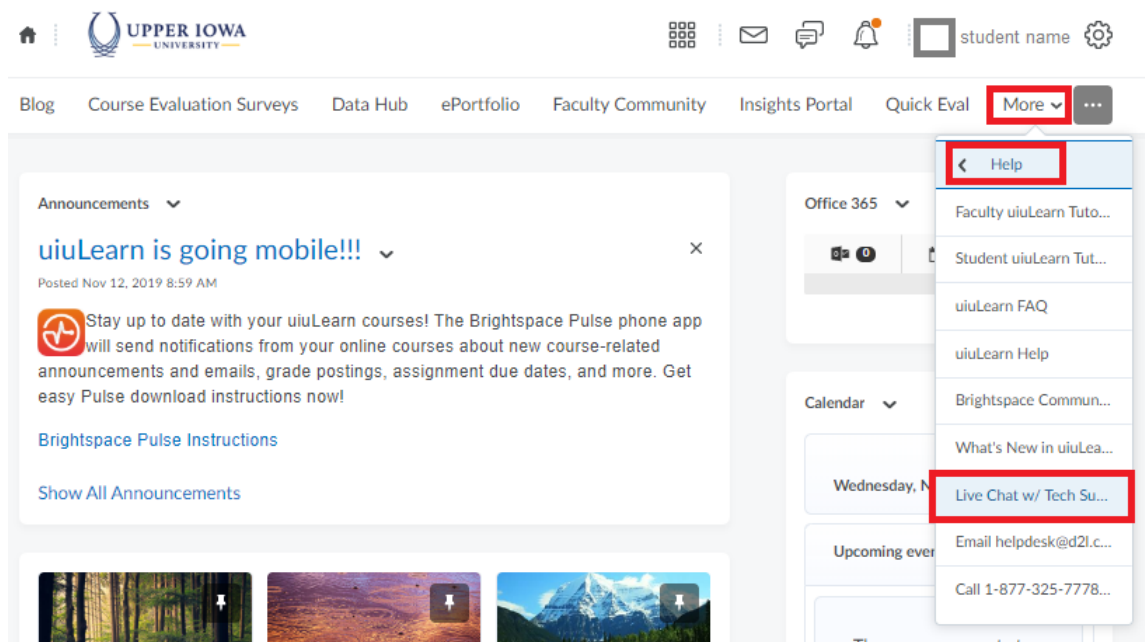 UPPER IOWA
UNIVERSITY
student name
Blog Course Evaluation Surveys Data Hub ePortfolio Faculty Community Insights Portal Quick Eval More ...
Help
Faculty uiuLearn Tuto...
Student uiuLearn Tut...
uiuLearn FAQ
uiuLearn Help
Brightspace Commun...
What's New in uiuLea...
Live Chat w/ Tech Su...
Email helpdesk@d2l.c...
Call 1-877-325-7778...
Announcements
uiuLearn is going mobile!!!
Posted Nov 12, 2019 8:59 AM
Stay up to date with your uiuLearn courses! The Brightspace Pulse phone app
will send notifications from your online courses about new course-related
announcements and emails, grade postings, assignment due dates, and more. Get
easy Pulse download instructions now!
Brightspace Pulse Instructions
Show All Announcements
Office 365
0
Calendar
Wednesday, N
Upcoming ever